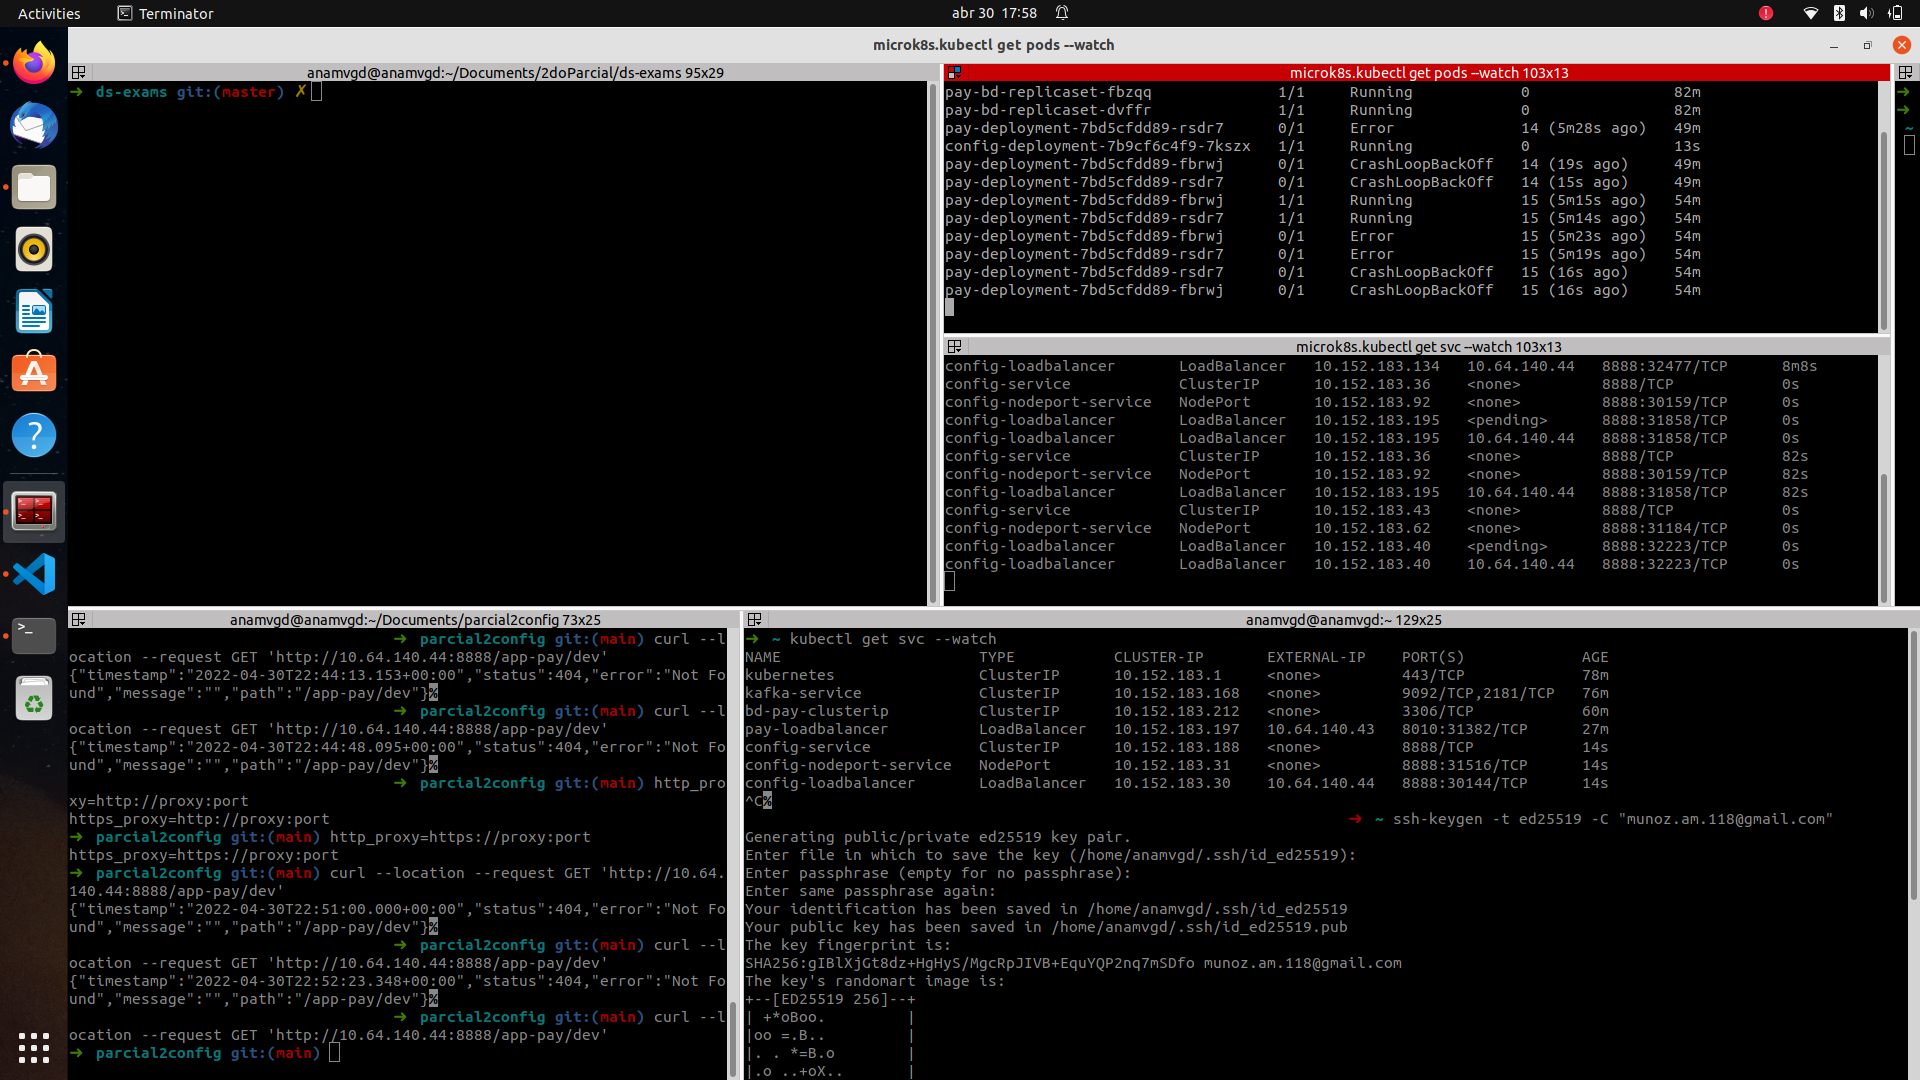 Activities
Terminator
abr 30 17:58
microk8s.kubectl get pods --watch
anamvgd@anamvgd:~/Documents/2doParcial/ds-exams 95x29
➜ ds-exams git:(master) ✗
microk8s.kubectl get pods --watch 103x13
pay-bd-replicaset-fbzqq 1/1 Running 0 82m
pay-bd-replicaset-dvffr 1/1 Running 0 82m
pay-deployment-7bd5cfdd89-rsdr7 0/1 Error 14 (5m28s ago) 49m
config-deployment-7b9cf6c4f9-7kszx 1/1 Running 0 13s
pay-deployment-7bd5cfdd89-fbrwj 0/1 CrashLoopBackOff 14 (19s ago) 49m
pay-deployment-7bd5cfdd89-rsdr7 0/1 CrashLoopBackOff 14 (15s ago) 49m
pay-deployment-7bd5cfdd89-fbrwj 1/1 Running 15 (5m15s ago) 54m
pay-deployment-7bd5cfdd89-rsdr7 1/1 Running 15 (5m14s ago) 54m
pay-deployment-7bd5cfdd89-fbrwj 0/1 Error 15 (5m23s ago) 54m
pay-deployment-7bd5cfdd89-rsdr7 0/1 Error 15 (5m19s ago) 54m
pay-deployment-7bd5cfdd89-rsdr7 0/1 CrashLoopBackOff 15 (16s ago) 54m
pay-deployment-7bd5cfdd89-fbrwj 0/1 CrashLoopBackOff 15 (16s ago) 54m
➜
➜
~
microk8s.kubectl get svc --watch 103x13
config-loadbalancer LoadBalancer 10.152.183.134 10.64.140.44 8888:32477/TCP 8m8s
config-service ClusterIP 10.152.183.36 <none> 8888/TCP 0s
config-nodeport-service NodePort 10.152.183.92 <none> 8888:30159/TCP 0s
config-loadbalancer LoadBalancer 10.152.183.195 <pending> 8888:31858/TCP 0s
config-loadbalancer LoadBalancer 10.152.183.195 10.64.140.44 8888:31858/TCP 0s
config-service ClusterIP 10.152.183.36 <none> 8888/TCP 82s
config-nodeport-service NodePort 10.152.183.92 <none> 8888:30159/TCP 82s
config-loadbalancer LoadBalancer 10.152.183.195 10.64.140.44 8888:31858/TCP 82s
config-service ClusterIP 10.152.183.43 <none> 8888/TCP 0s
config-nodeport-service NodePort 10.152.183.62 <none> 8888:31184/TCP 0s
config-loadbalancer LoadBalancer 10.152.183.40 <pending> 8888:32223/TCP 0s
config-loadbalancer LoadBalancer 10.152.183.40 10.64.140.44 8888:32223/TCP 0s
anamvgd@anamvgd:~/Documents/parcial2config 73x25
➜ parcial2config git:(main) curl --l
ocation --request GET 'http://10.64.140.44:8888/app-pay/dev'
{"timestamp":"2022-04-30T22:44:13.153+00:00","status":404,"error":"Not Fo
und","message":"","path":"/app-pay/dev"}%
➜ parcial2config git:(main) curl --l
ocation --request GET 'http://10.64.140.44:8888/app-pay/dev'
{"timestamp":"2022-04-30T22:44:48.095+00:00","status":404,"error":"Not Fo
und","message":"","path":"/app-pay/dev"}%
➜ parcial2config git:(main) http_pro
xy=http://proxy:port
https_proxy=http://proxy:port
➜ parcial2config git:(main) http_proxy=https://proxy:port
https_proxy=https://proxy:port
➜ parcial2config git:(main) curl --location --request GET 'http://10.64.
140.44:8888/app-pay/dev'
{"timestamp":"2022-04-30T22:51:00.000+00:00","status":404,"error":"Not Fo
und","message":"","path":"/app-pay/dev"}%
➜ parcial2config git:(main) curl --l
ocation --request GET 'http://10.64.140.44:8888/app-pay/dev'
{"timestamp":"2022-04-30T22:52:23.348+00:00","status":404,"error":"Not Fo
und","message":"","path":"/app-pay/dev"}%
➜ parcial2config git:(main) curl --l
ocation --request GET 'http://10.64.140.44:8888/app-pay/dev'
➜ parcial2config git:(main)
anamvgd@anamvgd:~ 129x25
➜ ~ kubectl get svc --watch
NAME TYPE CLUSTER-IP EXTERNAL-IP PORT(S) AGE
kubernetes ClusterIP 10.152.183.1 <none> 443/TCP 78m
kafka-service ClusterIP 10.152.183.168 <none> 9092/TCP,2181/TCP 76m
bd-pay-clusterip ClusterIP 10.152.183.212 <none> 3306/TCP 60m
pay-loadbalancer LoadBalancer 10.152.183.197 10.64.140.43 8010:31382/TCP 27m
config-service ClusterIP 10.152.183.188 <none> 8888/TCP 14s
config-nodeport-service NodePort 10.152.183.31 <none> 8888:31516/TCP 14s
config-loadbalancer LoadBalancer 10.152.183.30 10.64.140.44 8888:30144/TCP 14s
^C%
➜ ~ ssh-keygen -t ed25519 -C "munoz.am.118@gmail.com"
Generating public/private ed25519 key pair.
Enter file in which to save the key (/home/anamvgd/.ssh/id_ed25519):
Enter passphrase (empty for no passphrase):
Enter same passphrase again:
Your identification has been saved in /home/anamvgd/.ssh/id_ed25519
Your public key has been saved in /home/anamvgd/.ssh/id_ed25519.pub
The key fingerprint is:
SHA256:gIBlXjGt8dz+HgHyS/MgcRpJIVB+EquYQP2nq7mSDfo munoz.am.118@gmail.com
The key's randomart image is:
+--[ED25519 256]--+
| +*oBoo. |
|oo =.B.. |
|. . *=B.o |
|.o ..+oX.. |